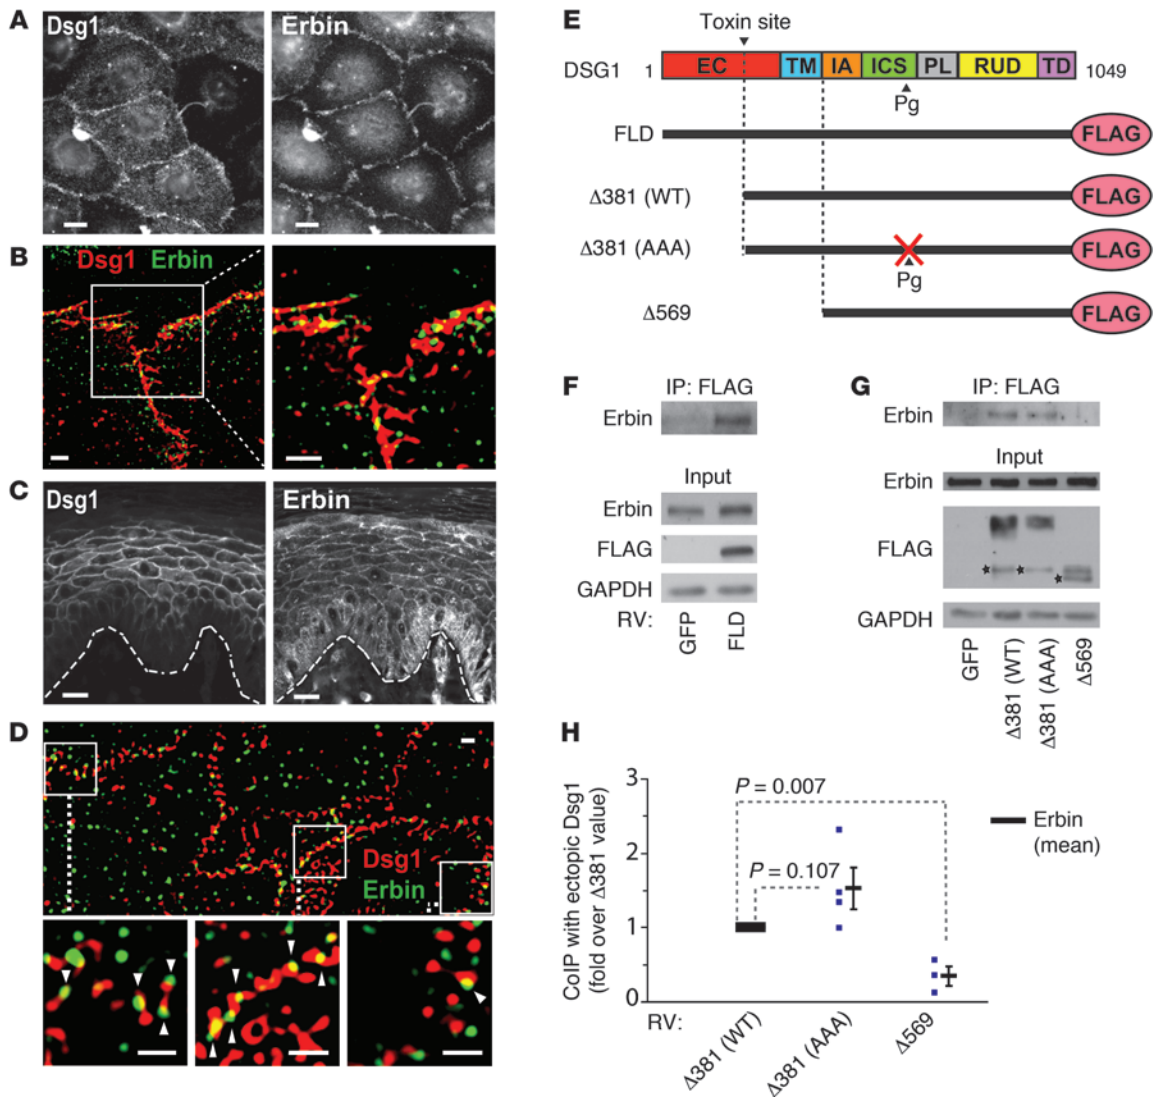 A
Dsg1
Erbin
B
Dsg1 Erbin
C
Dsg1
Erbin
D
Dsg1
Erbin
E
Toxin site
DSG1 1 EC TM IA ICS PL RUD TD 1049
Pg
FLD FLAG
Δ381 (WT) FLAG
Δ381 (AAA) FLAG
Pg
Δ569 FLAG
F
IP: FLAG
Erbin
Input
Erbin
FLAG
GAPDH
RV: GFP FLD
G
IP: FLAG
Erbin
Input
Erbin
FLAG
GAPDH
GFP Δ381 (WT) Δ381 (AAA) Δ569
H
CoIP with ectopic Dsg1
(fold over Δ381 value)
3
2
1
0
P = 0.007
P = 0.107
Erbin
(mean)
RV: Δ381 (WT) Δ381 (AAA) Δ569